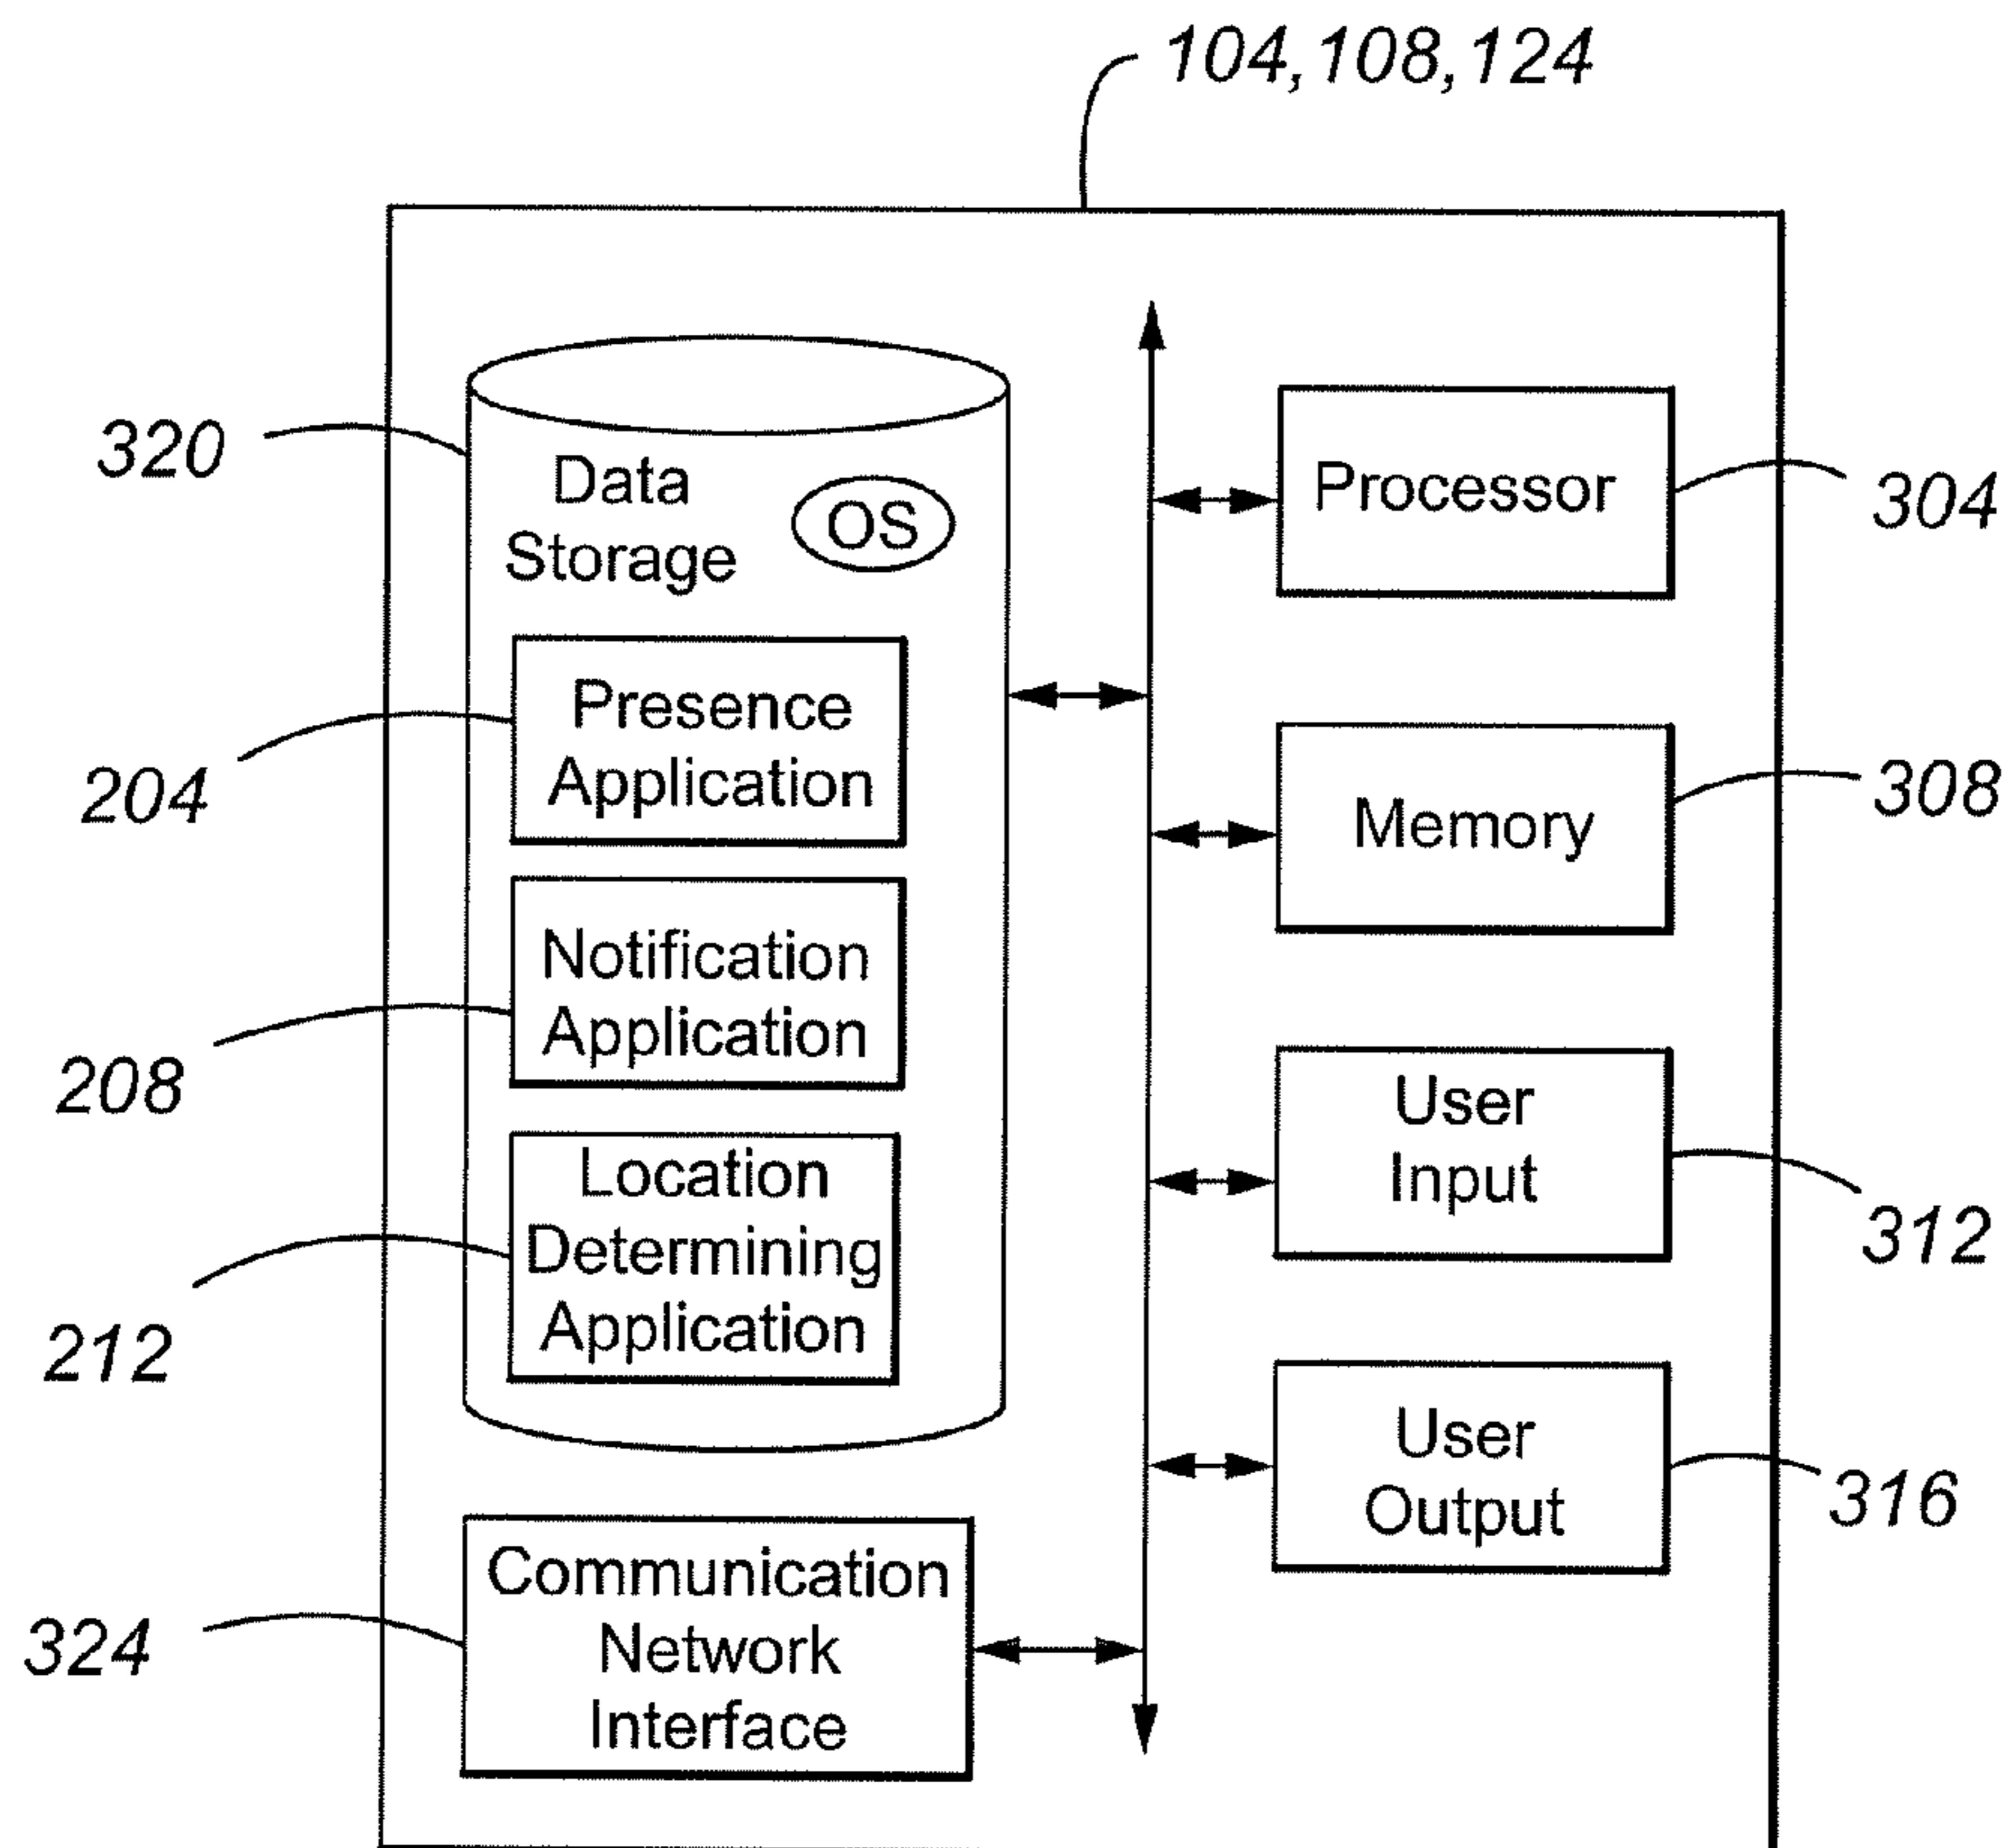 104,108,124
320
Data
Storage
OS
Presence
Application
204
Notification
Application
208
Location
Determining
Application
212
Communication
Network
Interface
324
Processor
304
Memory
308
User
Input
312
User
Output
316